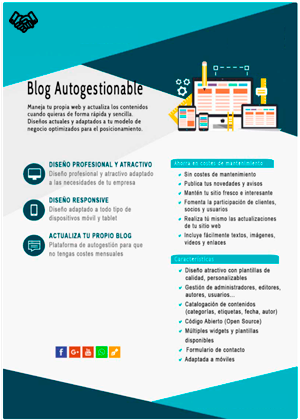 Blog Autogestionable
Maneja tu propia web y actualiza los contenidos
cuando quieras de forma rápida y sencilla.
Diseños actuales y adaptados a tu modelo de
negocio optimizados para el posicionamiento.
DISEÑO PROFESIONAL Y ATRACTIVO
Diseño profesional y atractivo adaptado
a las necesidades de tu empresa
DISEÑO RESPONSIVE
Diseño adaptado a todo tipo de
dispositivos móvil y tablet
ACTUALIZA TU PROPIO BLOG
Plataforma de autogestión para que
no tengas costes mensuales
Ahorra en costes de mantenimiento
Sin costes de mantenimiento
Publica tus novedades y avisos
Mantén tu sitio fresco e interesante
Fomenta la participación de clientes,
socios y usuarios
Realiza tú mismo las actualizaciones
de tu sitio web
Incluye fácilmente textos, imágenes,
vídeos y enlaces
Características
Diseño atractivo con plantillas de
calidad, personalizables
Gestión de administradores, editores,
autores, usuarios...
Catalogación de contenidos
(categorías, etiquetas, fecha, autor)
Código Abierto (Open Source)
Múltiples widgets y plantillas
disponibles
Formulario de contacto
Adaptada a móviles